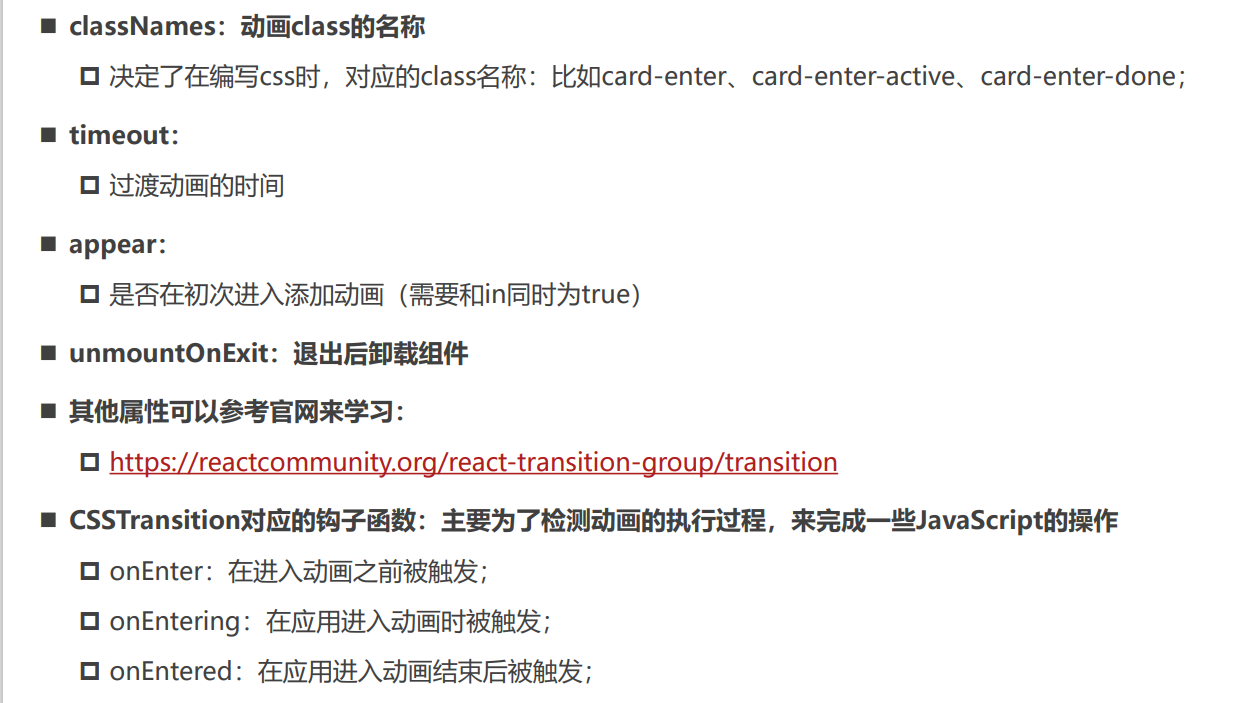 classNames：动画class的名称
决定了在编写css时，对应的class名称：比如card-enter、card-enter-active、card-enter-done；
timeout：
过渡动画的时间
appear：
是否在初次进入添加动画（需要和in同时为true）
unmountOnExit：退出后卸载组件
其他属性可以参考官网来学习：
https://reactcommunity.org/react-transition-group/transition
CSSTransition对应的钩子函数：主要为了检测动画的执行过程，来完成一些JavaScript的操作
onEnter：在进入动画之前被触发；
onEntering：在应用进入动画时被触发；
onEntered：在应用进入动画结束后被触发；